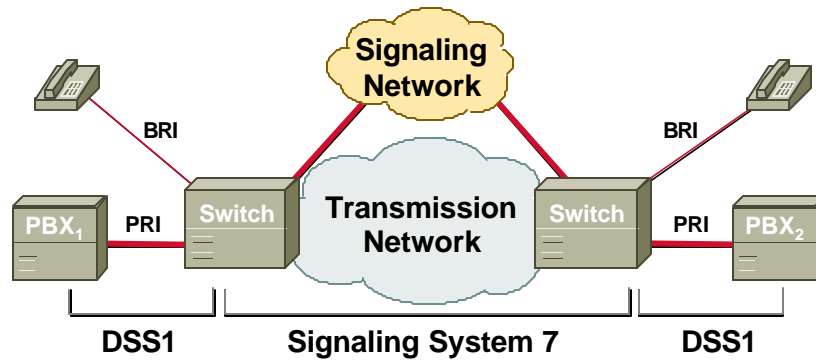 Signaling
Network
BRI
BRI
PBX1
PRI
Switch
Transmission
Network
Switch
PRI
PBX2
DSS1
Signaling System 7
DSS1